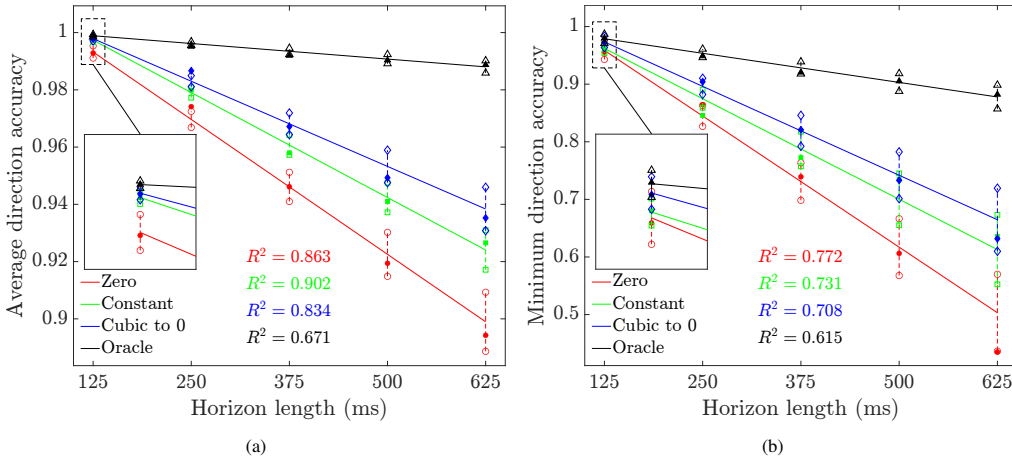 1
0.98
0.96
0.94
0.92
0.9
Average direction accuracy
R² = 0.863
R² = 0.902
R² = 0.834
R² = 0.671
Zero
Constant
Cubic to 0
Oracle
125 250 375 500 625
Horizon length (ms)
(a)
1
0.9
0.8
0.7
0.6
0.5
Minimum direction accuracy
R² = 0.772
R² = 0.731
R² = 0.708
R² = 0.615
Zero
Constant
Cubic to 0
Oracle
125 250 375 500 625
Horizon length (ms)
(b)